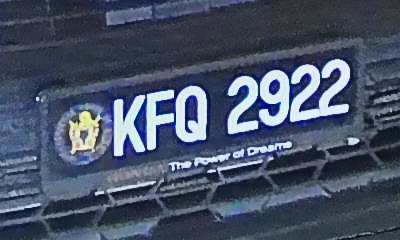 KFQ 2922
The Power of Dreams